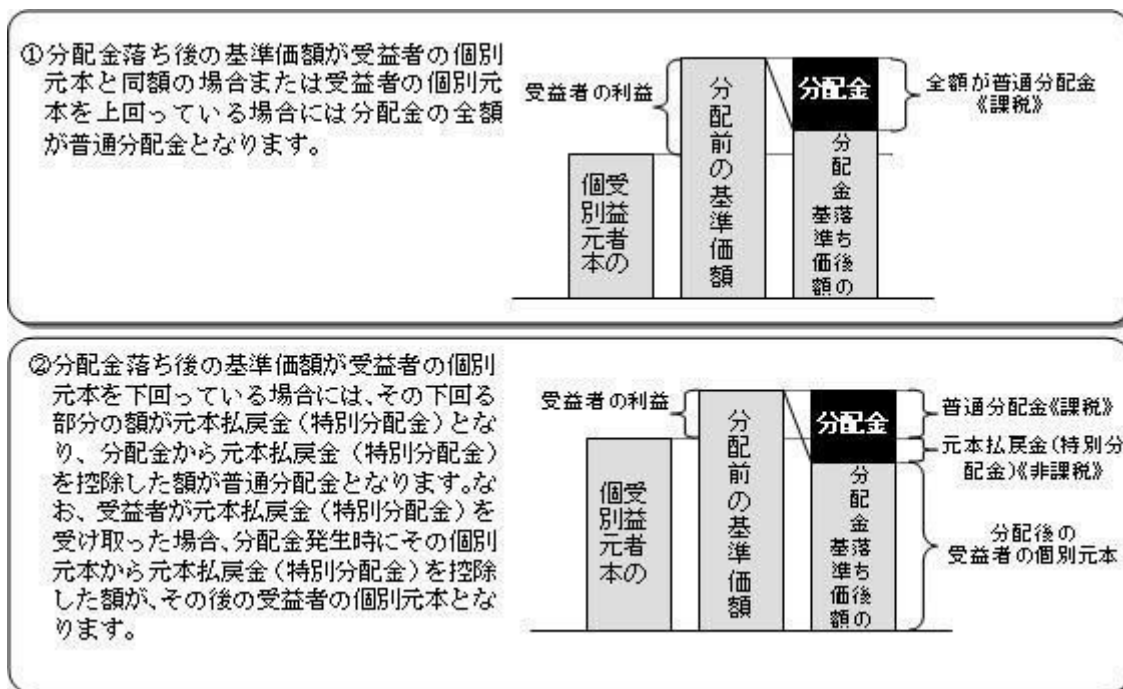 ①分配金落ち後の基準価額が受益者の個別
元本と同額の場合または受益者の個別元
本を上回っている場合には分配金の全額
が普通分配金となります。
受益者の利益
受益者の
個別元本
分配前の基準価額
分配金
分配金落ち後の
基準価額
全額が普通分配金
《課税》
②分配金落ち後の基準価額が受益者の個別
元本を下回っている場合には、その下回る
部分の額が元本払戻金(特別分配金)とな
り、分配金から元本払戻金(特別分配金)
を控除した額が普通分配金となります。な
お、受益者が元本払戻金(特別分配金)を
受け取った場合、分配金発生時にその個別
元本から元本払戻金(特別分配金)を控除
した額が、その後の受益者の個別元本とな
ります。
受益者の利益
受益者の
個別元本
分配前の基準価額
分配金
分配金落ち後の
基準価額
普通分配金《課税》
元本払戻金(特別分
配金)《非課税》
分配後の
受益者の個別元本